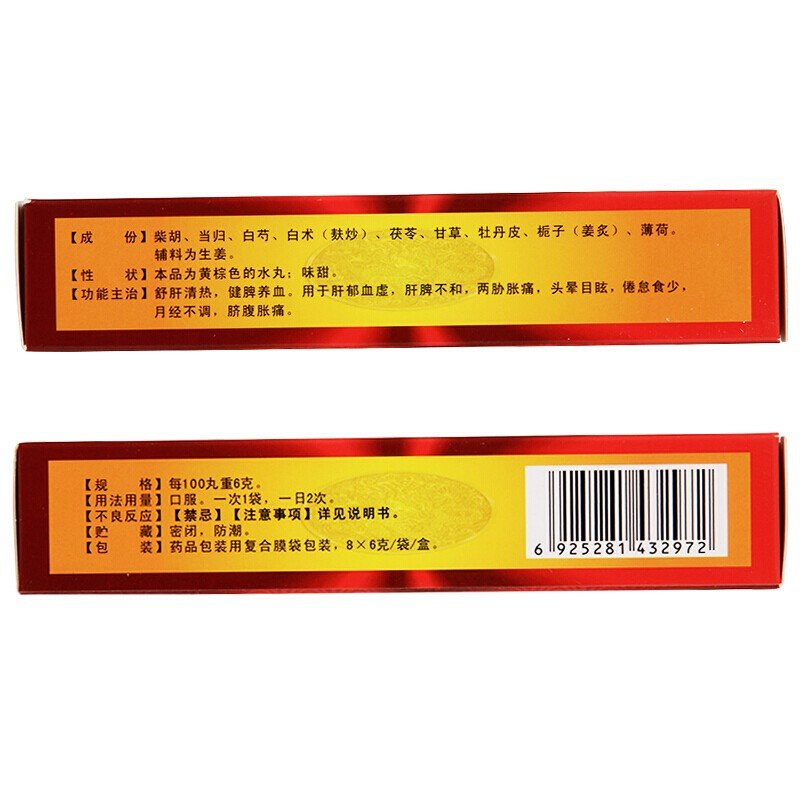 【成 份】柴胡、当归、白芍、白术（麸炒）、茯苓、甘草、牡丹皮、栀子（姜炙）、薄荷。
辅料为生姜。
【性 状】本品为黄棕色的水丸；味甜。
【功能主治】舒肝清热，健脾养血。用于肝郁血虚，肝脾不和，两胁胀痛，头晕目眩，倦怠食少，
月经不调，脐腹胀痛。
【规 格】每100丸重6克。
【用法用量】口服。一次1袋，一日2次。
【不良反应】【禁忌】【注意事项】详见说明书。
【贮 藏】密闭，防潮。
【包 装】药品包装用复合膜袋包装，8×6克/袋/盒。
6 925281 432972